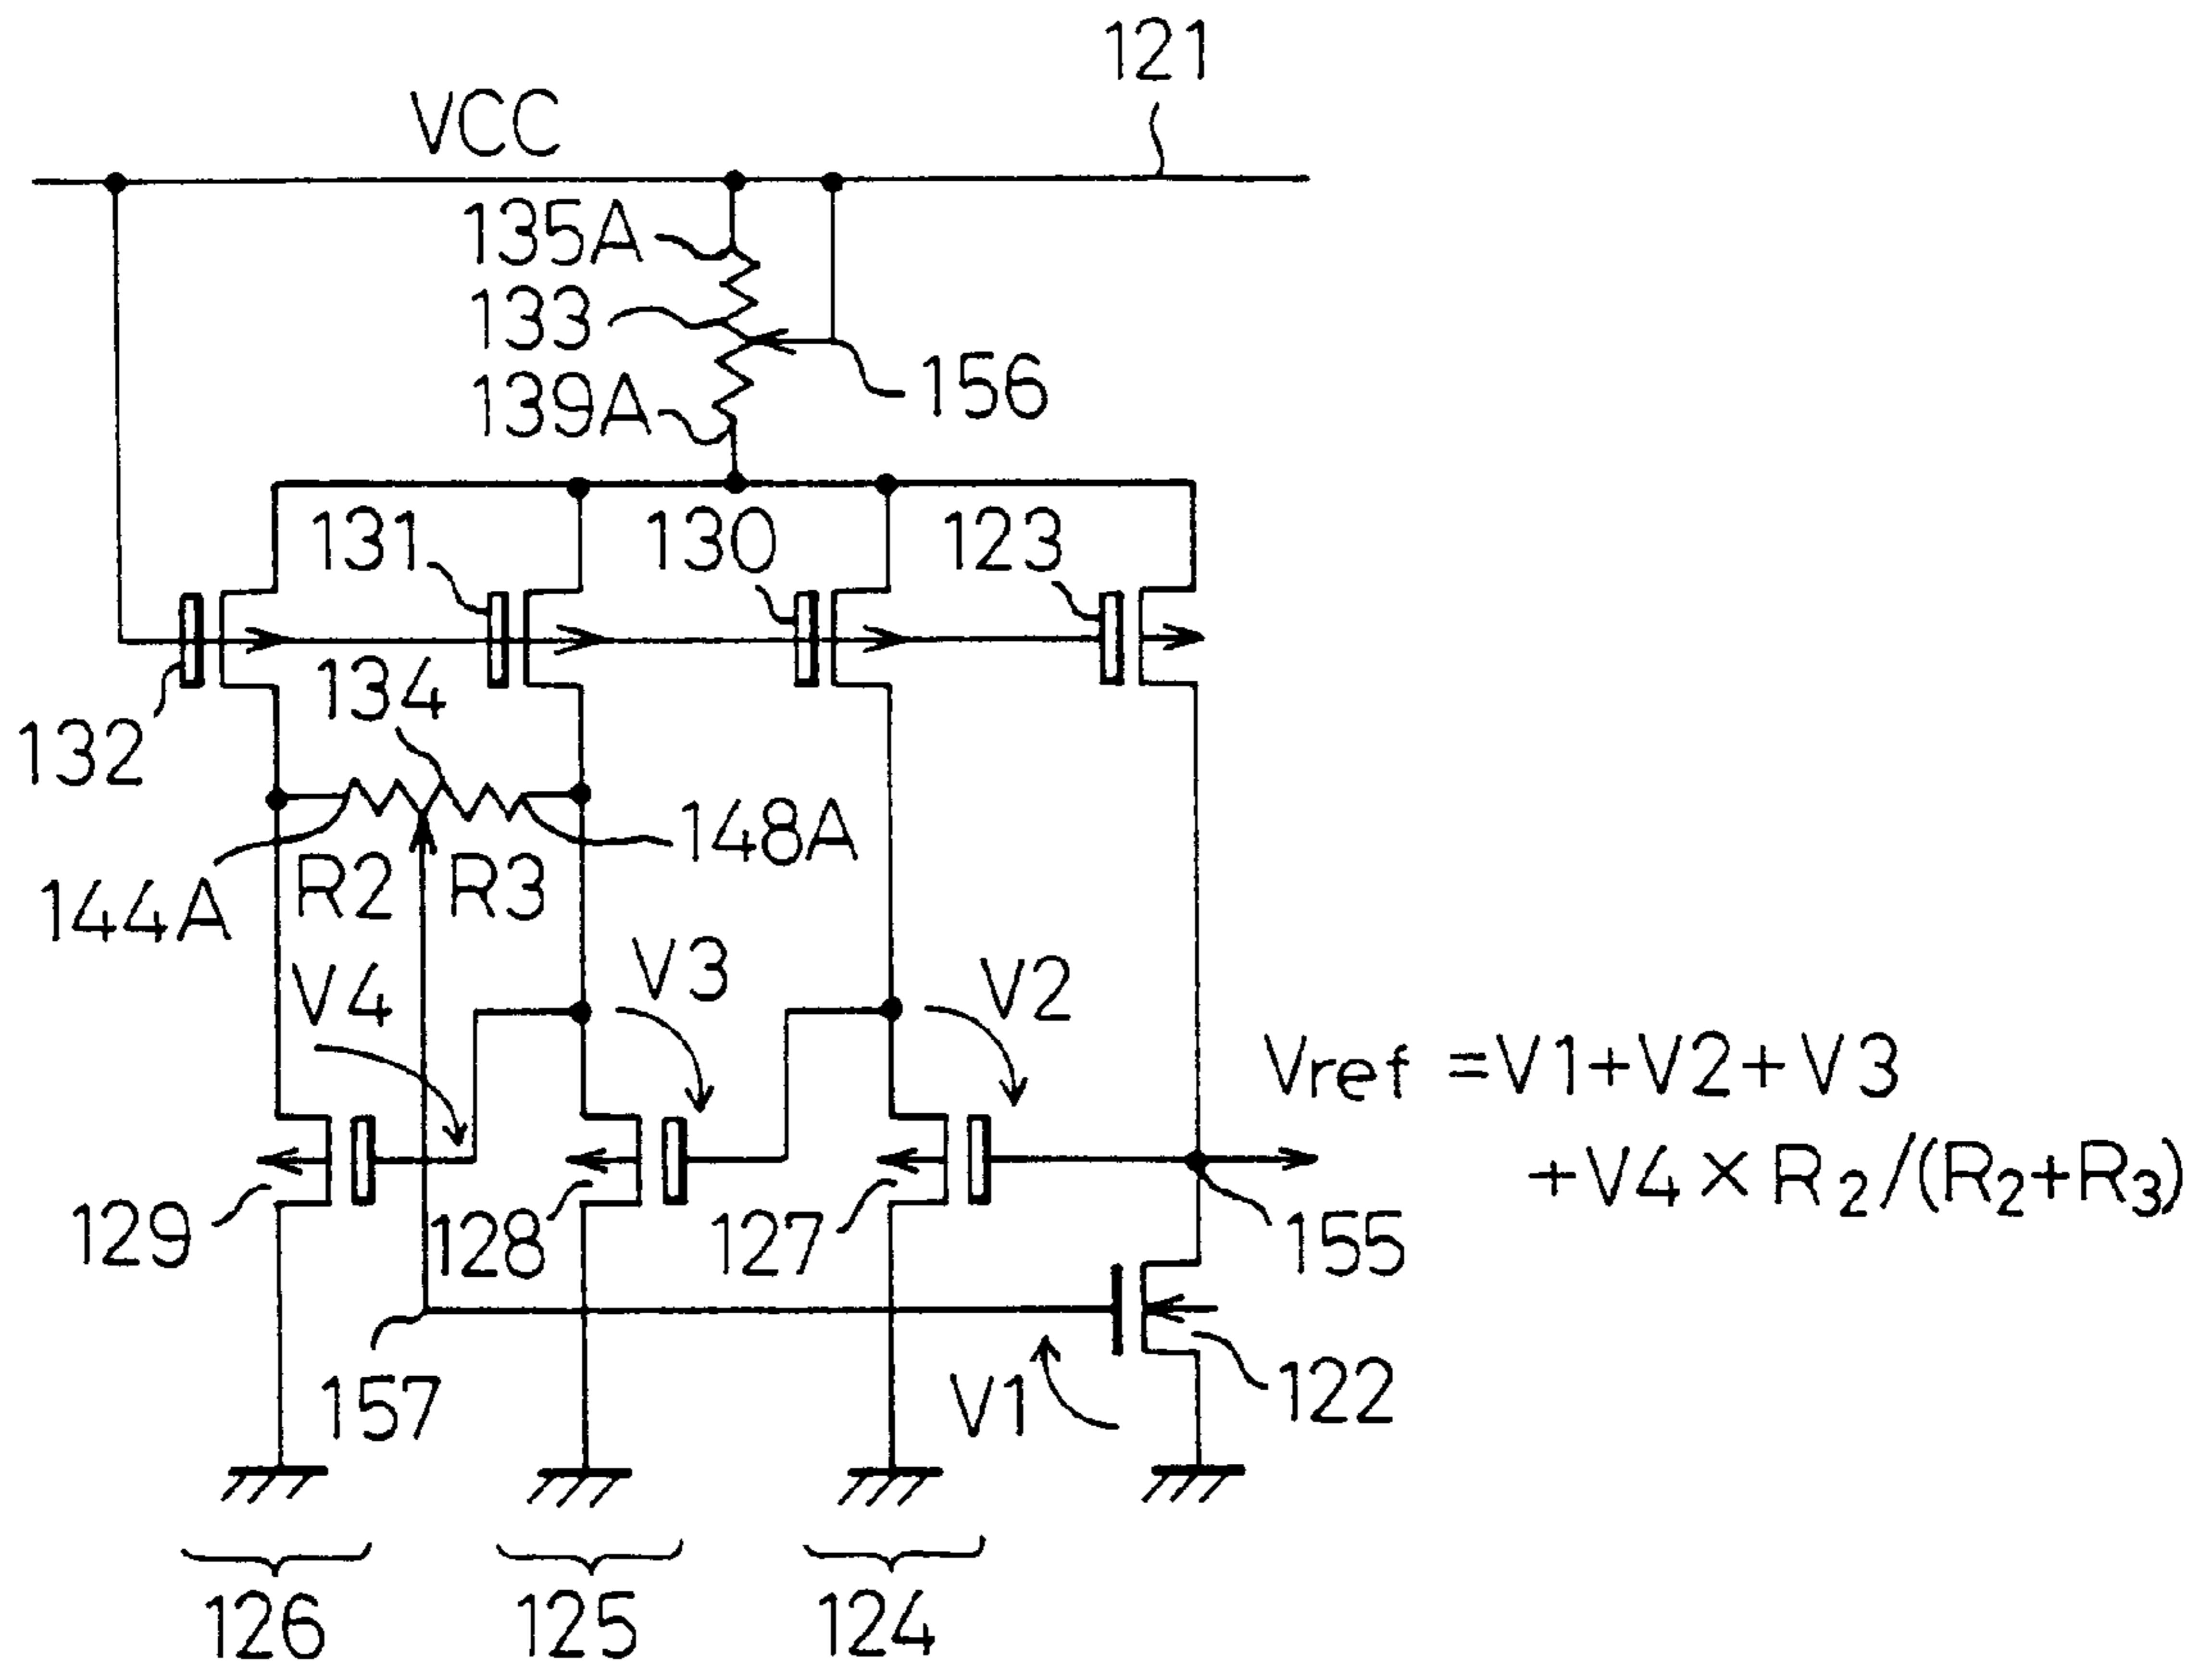 121
VCC
135A
133
156
139A
131
130
123
134
132
148A
R2
R3
144A
V3
V4
V2
Vref =V1+V2+V3
+V4×R2/(R2+R3)
129
128
127
155
122
157
V1
126
125
124